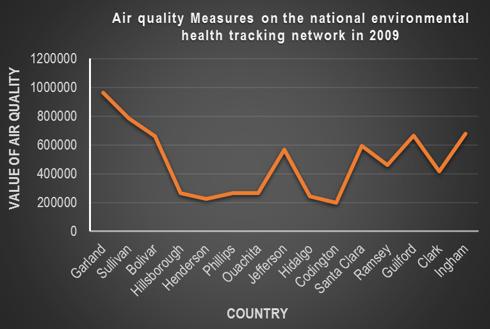 Air quality Measures on the national environmental
health tracking network in 2009
VALUE OF AIR QUALITY
1200000
1000000
800000
600000
400000
200000
0
Garland
Sullivan
Bolivar
Hillsborough
Henderson
Phillips
Ouachita
Jefferson
Hidalgo
Codington
Santa Clara
Ramsey
Guilford
Clark
Ingham
COUNTRY